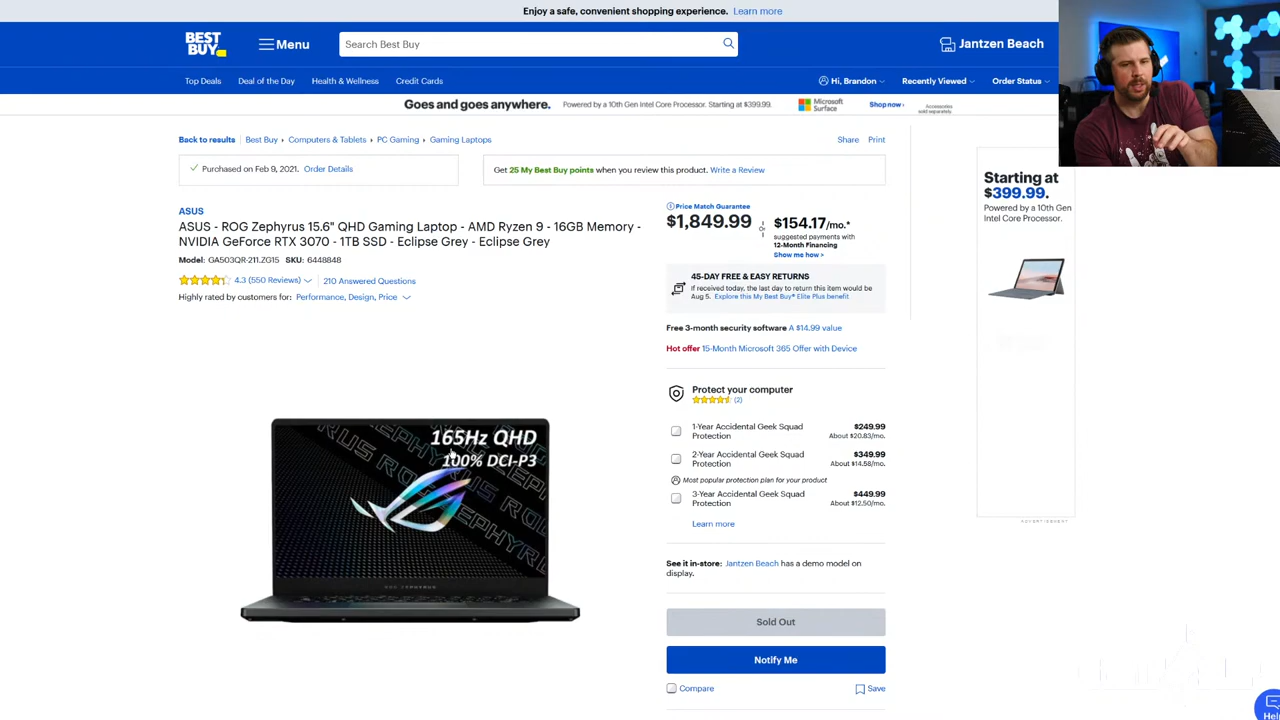 Enjoy a safe, convenient shopping experience. Learn more
BEST
BUY
Menu
Search Best Buy
Jantzen Beach
Top Deals
Deal of the Day
Health & Wellness
Credit Cards
Hi, Brandon
Recently Viewed
Order Status
Goes and goes anywhere.
Powered by a 10th Gen Intel Core Processor. Starting at $399.99.
Microsoft
Surface
Shop now ›
Accessories
sold separately.
Back to results
Best Buy › Computers & Tablets › PC Gaming › Gaming Laptops
Share
Print
Purchased on Feb 9, 2021. Order Details
Get 25 My Best Buy points when you review this product. Write a Review
ASUS
ASUS - ROG Zephyrus 15.6" QHD Gaming Laptop - AMD Ryzen 9 - 16GB Memory -
NVIDIA GeForce RTX 3070 - 1TB SSD - Eclipse Grey - Eclipse Grey
Model: GA503QR-211.ZG15 SKU: 6448848
4.3 (550 Reviews)
210 Answered Questions
Highly rated by customers for: Performance, Design, Price
Price Match Guarantee
$1,849.99
or
$154.17/mo.*
suggested payments with
12-Month Financing
Show me how >
45-DAY FREE & EASY RETURNS
If received today, the last day to return this item would be
Aug 5. Explore this My Best Buy® Elite Plus benefit
Free 3-month security software A $14.99 value
Hot offer 15-Month Microsoft 365 Offer with Device
Protect your computer
(2)
1-Year Accidental Geek Squad
Protection
$249.99
About $20.83/mo.
2-Year Accidental Geek Squad
Protection
$349.99
About $14.58/mo.
Most popular protection plan for your product
3-Year Accidental Geek Squad
Protection
$449.99
About $12.50/mo.
Learn more
See it in-store: Jantzen Beach has a demo model on
display.
Sold Out
Notify Me
Compare
Save
165Hz QHD
100% DCI-P3
ROG ZEPHYRUS
Starting at
$399.99.
Powered by a 10th Gen
Intel Core Processor.
ADVERTISEMENT
Hel